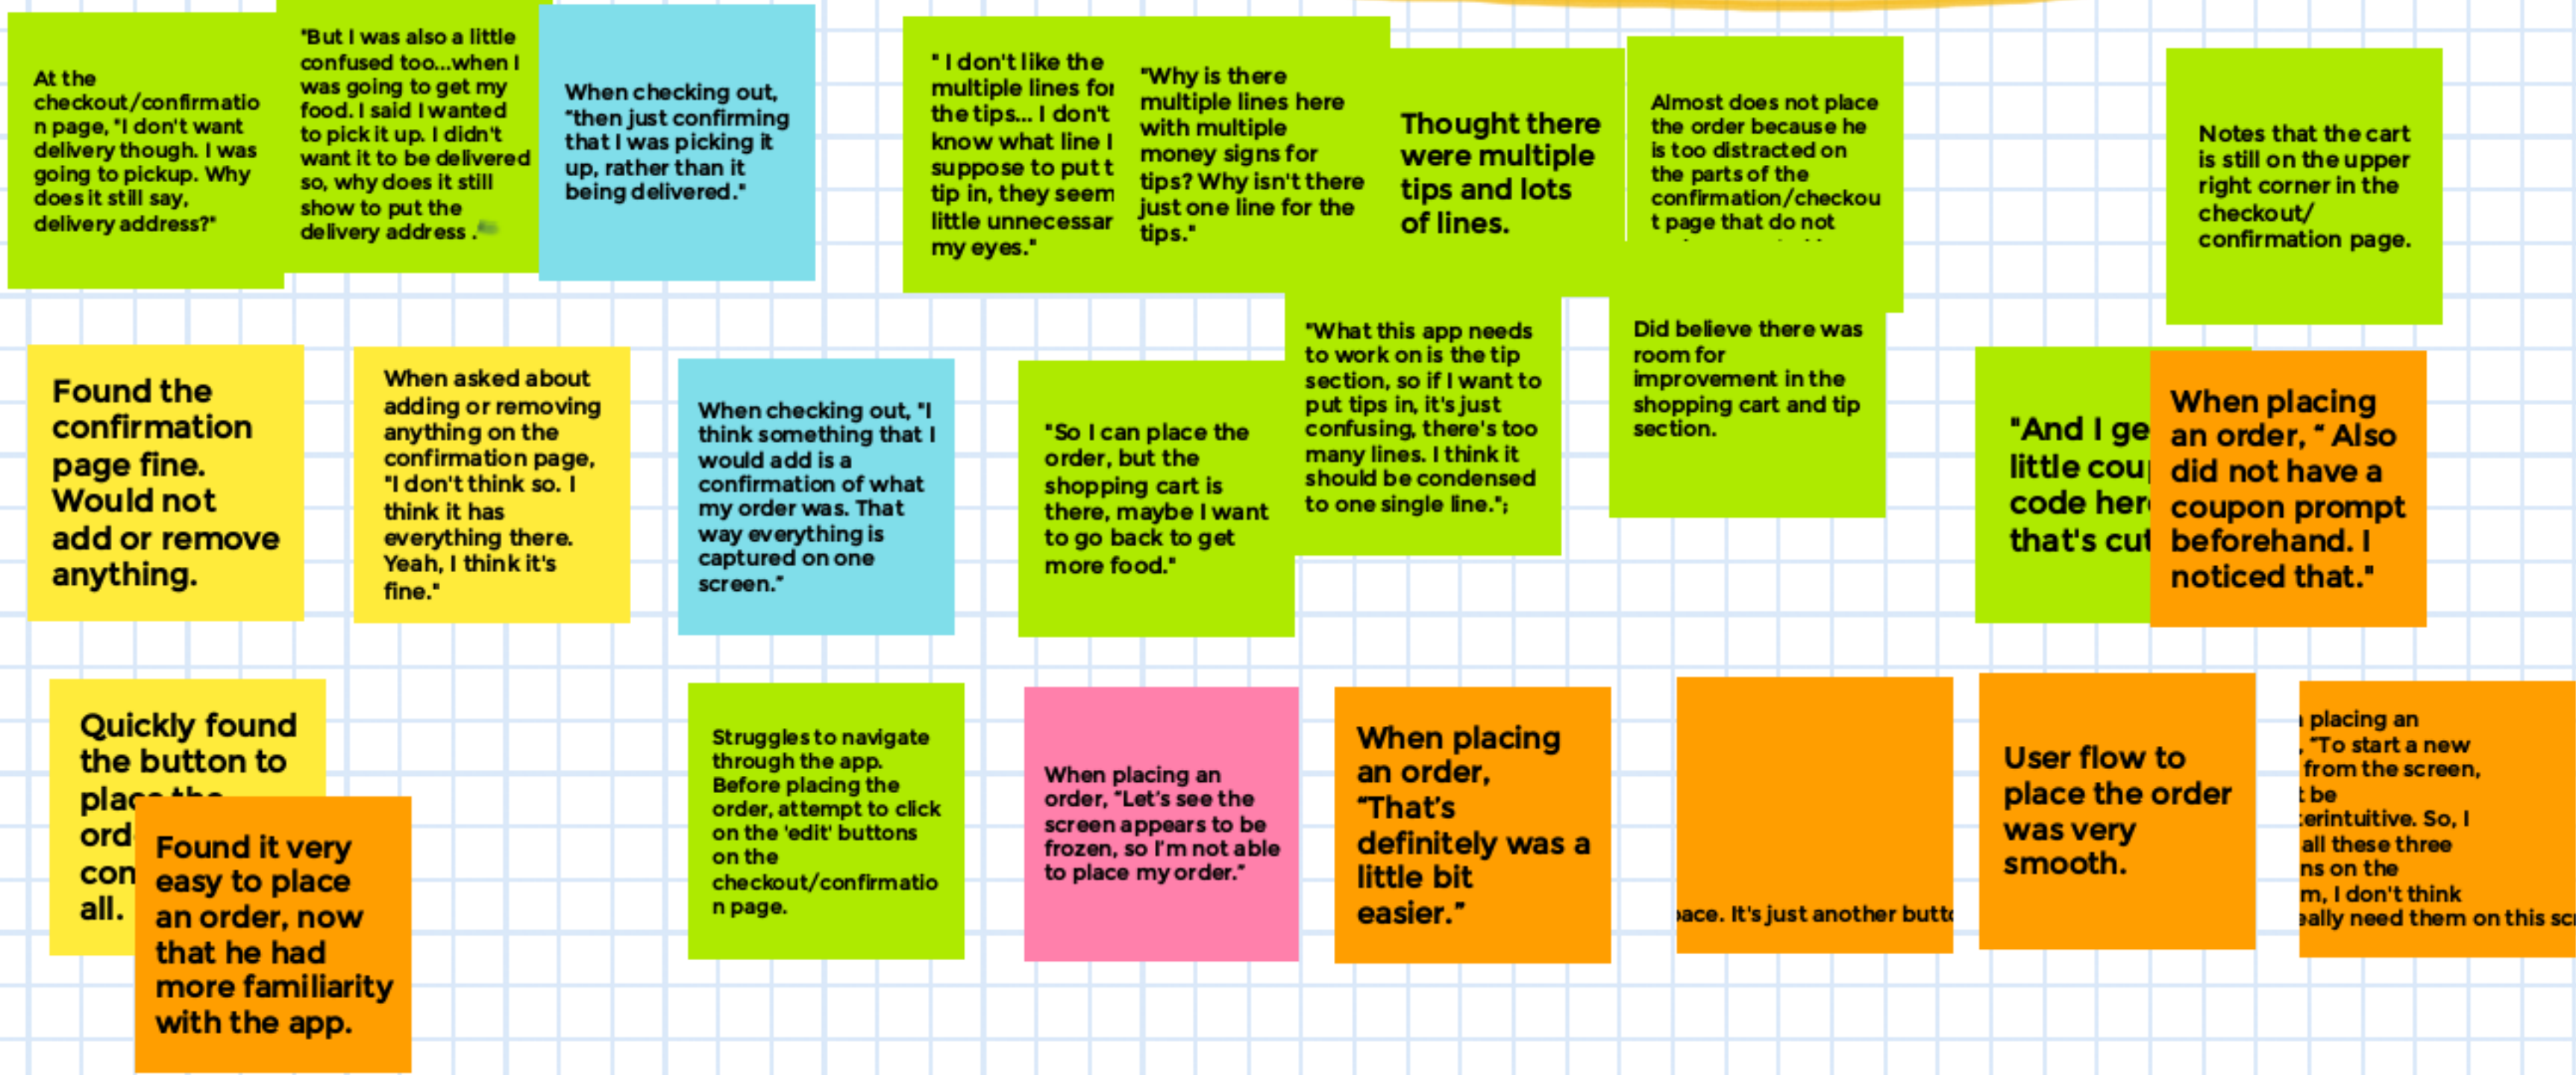 At the
checkout/confirmatio
n page, "I don't want
delivery though. I was
going to pickup. Why
does it still say,
delivery address?"
"But I was also a little
confused too...when I
was going to get my
food. I said I wanted
to pick it up. I didn't
want it to be delivered
so, why does it still
show to put the
delivery address .
When checking out,
"then just confirming
that I was picking it
up, rather than it
being delivered."
" I don't like the
multiple lines for
the tips... I don't
know what line I
suppose to put
tip in, they seem
little
my eyes."
"Why is there
multiple lines here
with multiple
money signs for
tips? Why isn't there
just one line for the
tips."
Thought there
were multiple
tips and lots
of lines.
Almost does not place
the order because he
is too distracted on
the parts of the
confirmation/checkou
t page that do not
Notes that the cart
is still on the upper
right corner in the
checkout/
confirmation page.
Found the
confirmation
page fine.
Would not
add or remove
anything.
When asked about
adding or removing
anything on the
confirmation page,
"I don't think so. I
think it has
everything there.
Yeah, I think it's
fine."
When checking out, "I
think something that I
would add is a
confirmation of what
my order was. That
way everything is
captured on one
screen.”
"So I can place the
order, but the
shopping cart is
there, maybe I want
to go back to get
more food."
"What this app needs
to work on is the tip
section, so if I want to
put tips in, it's just
confusing, there's too
many lines. I think it
should be condensed
to one single line.";
Did believe there was
room for
improvement in the
shopping cart and tip
section.
"And I
little
code
that's
When placing
an order, “ Also
did not have a
coupon prompt
beforehand. I
noticed that."
Quickly found
the button to
all.
Found it very
easy to place
an order, now
that he had
more familiarity
with the app.
Struggles to navigate
through the app.
Before placing the
order, attempt to click
on the 'edit' buttons
on the
checkout/confirmatio
n page.
When placing an
order, “Let’s see the
screen appears to be
frozen, so I’m not able
to place my order.”
When placing
an order,
“That’s
definitely was a
little bit
easier.”
It's just another
User flow to
place the order
was very
smooth.
placing an
“To start a new
from the screen,
be
So, I
all these three
on the
I don't think
need them on this